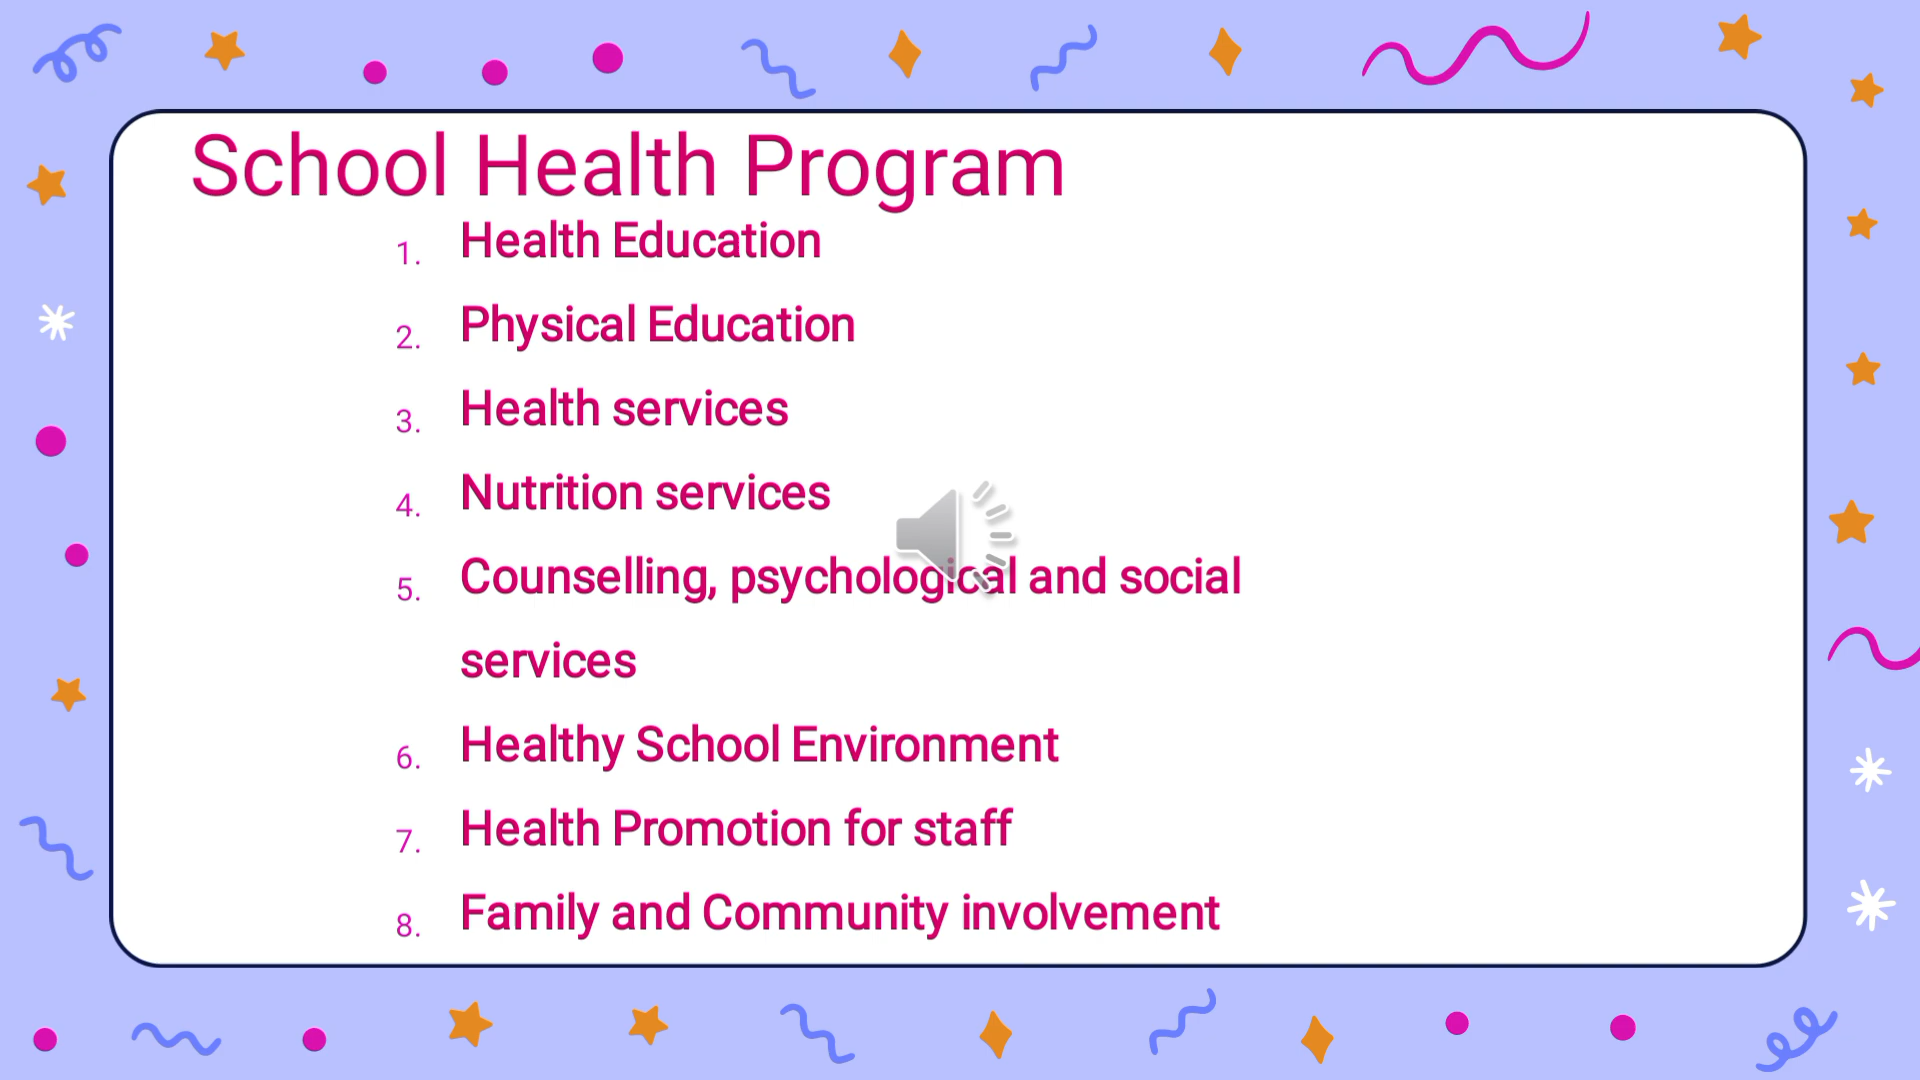 School Health Program
1. Health Education
2. Physical Education
3. Health services
4. Nutrition services
5. Counselling, psychological and social
services
6. Healthy School Environment
7. Health Promotion for staff
8. Family and Community involvement